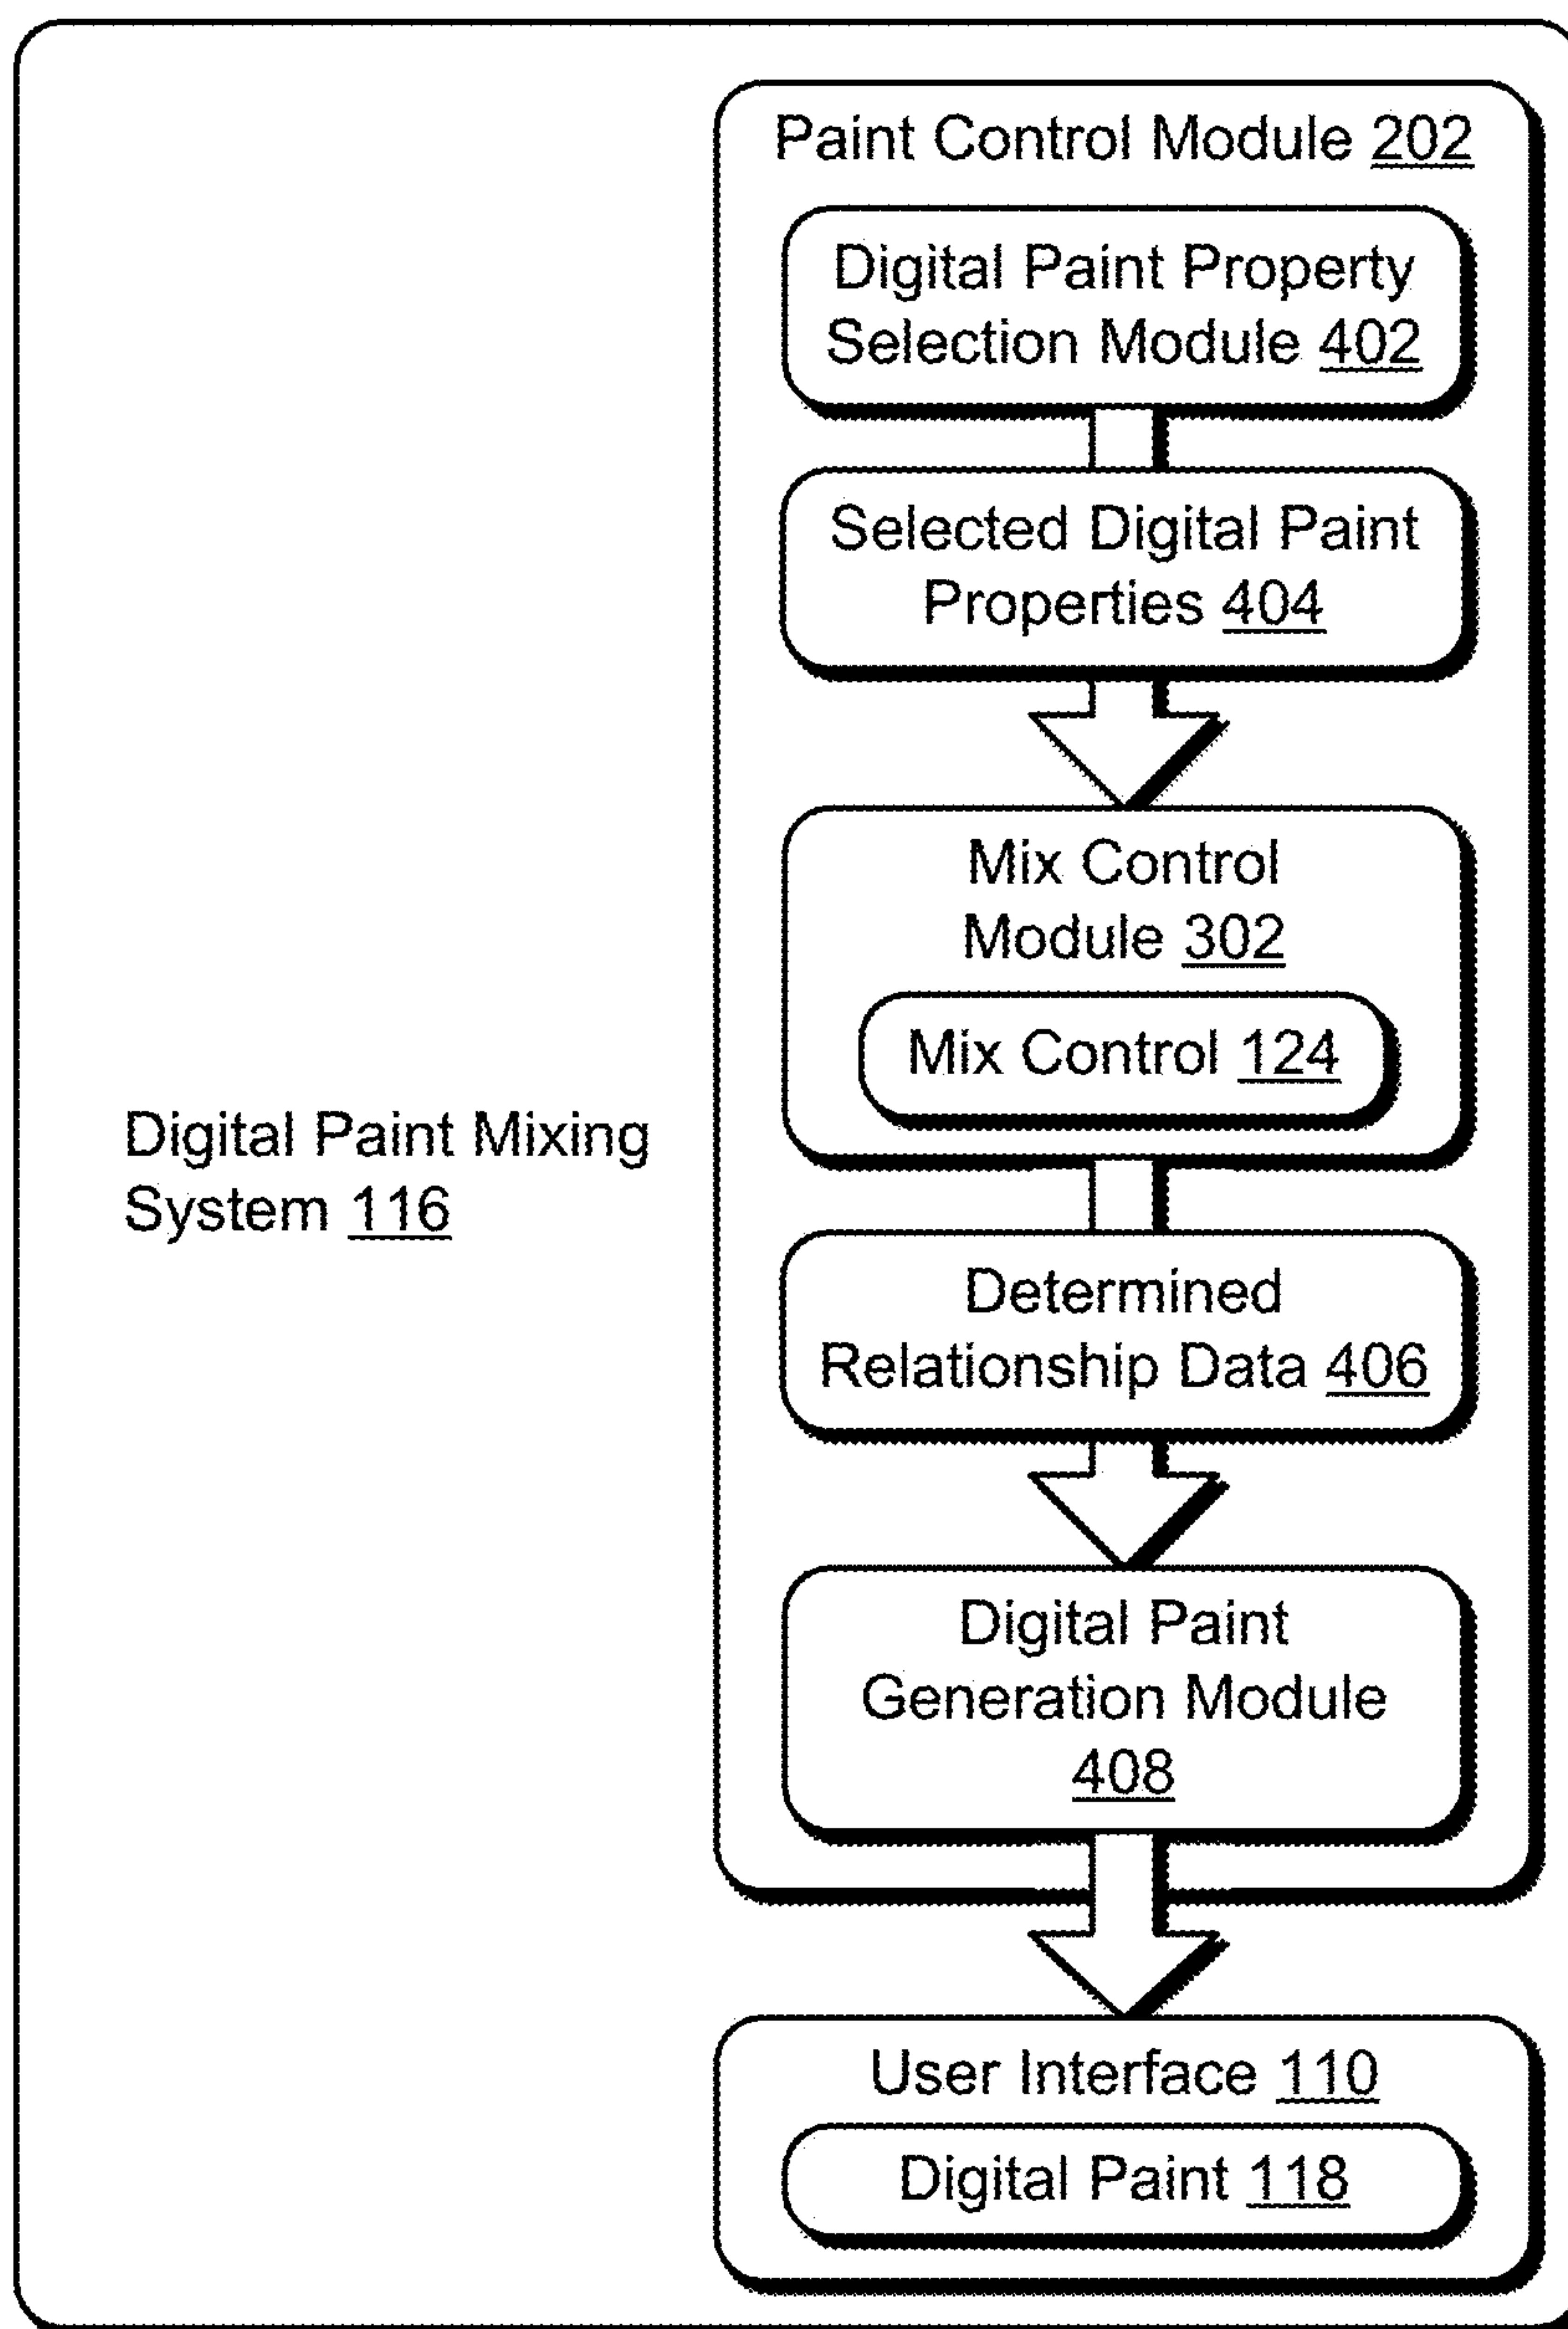 Paint Control Module 202
Digital Paint Property
Selection Module 402
Selected Digital Paint
Properties 404
Mix Control
Module 302
Mix Control 124
Digital Paint Mixing
System 116
Determined
Relationship Data 406
Digital Paint
Generation Module
408
User Interface 110
Digital Paint 118